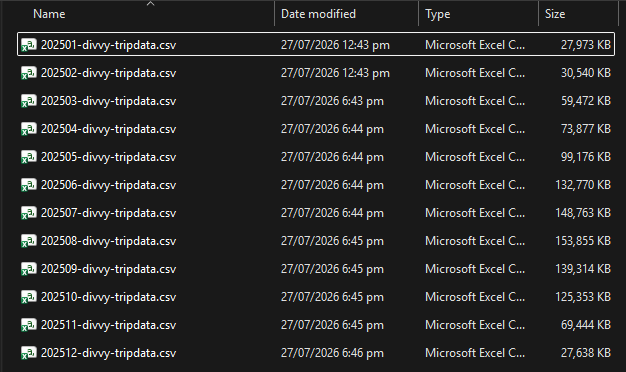 Name Date modified Type Size
202501-divvy-tripdata.csv 27/07/2026 12:43 pm Microsoft Excel C... 27,973 KB
202502-divvy-tripdata.csv 27/07/2026 12:43 pm Microsoft Excel C... 30,540 KB
202503-divvy-tripdata.csv 27/07/2026 6:43 pm Microsoft Excel C... 59,472 KB
202504-divvy-tripdata.csv 27/07/2026 6:44 pm Microsoft Excel C... 73,877 KB
202505-divvy-tripdata.csv 27/07/2026 6:44 pm Microsoft Excel C... 99,176 KB
202506-divvy-tripdata.csv 27/07/2026 6:44 pm Microsoft Excel C... 132,770 KB
202507-divvy-tripdata.csv 27/07/2026 6:44 pm Microsoft Excel C... 148,763 KB
202508-divvy-tripdata.csv 27/07/2026 6:45 pm Microsoft Excel C... 153,855 KB
202509-divvy-tripdata.csv 27/07/2026 6:45 pm Microsoft Excel C... 139,314 KB
202510-divvy-tripdata.csv 27/07/2026 6:45 pm Microsoft Excel C... 125,353 KB
202511-divvy-tripdata.csv 27/07/2026 6:45 pm Microsoft Excel C... 69,444 KB
202512-divvy-tripdata.csv 27/07/2026 6:46 pm Microsoft Excel C... 27,638 KB